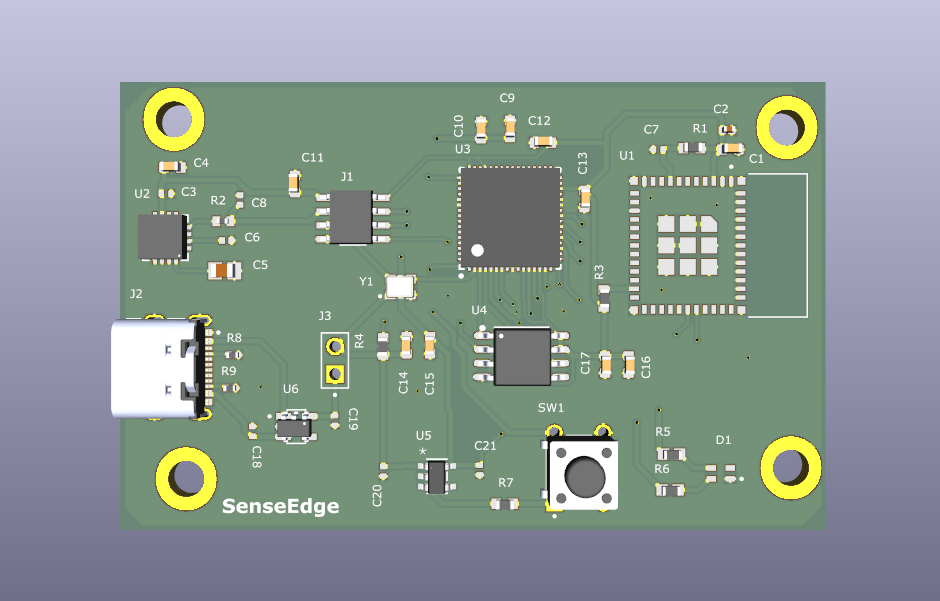 C9
C2
C10
C12
C7
R1
U3
C1
C11
C13
U1
C4
J1
U2
C3
R2
C8
C6
C5
Y1
R3
J2
U4
J3
R8
R4
R9
C14
C15
C17
C16
U6
C19
SW1
C18
U5
*
C21
R5
D1
R6
C20
R7
SenseEdge